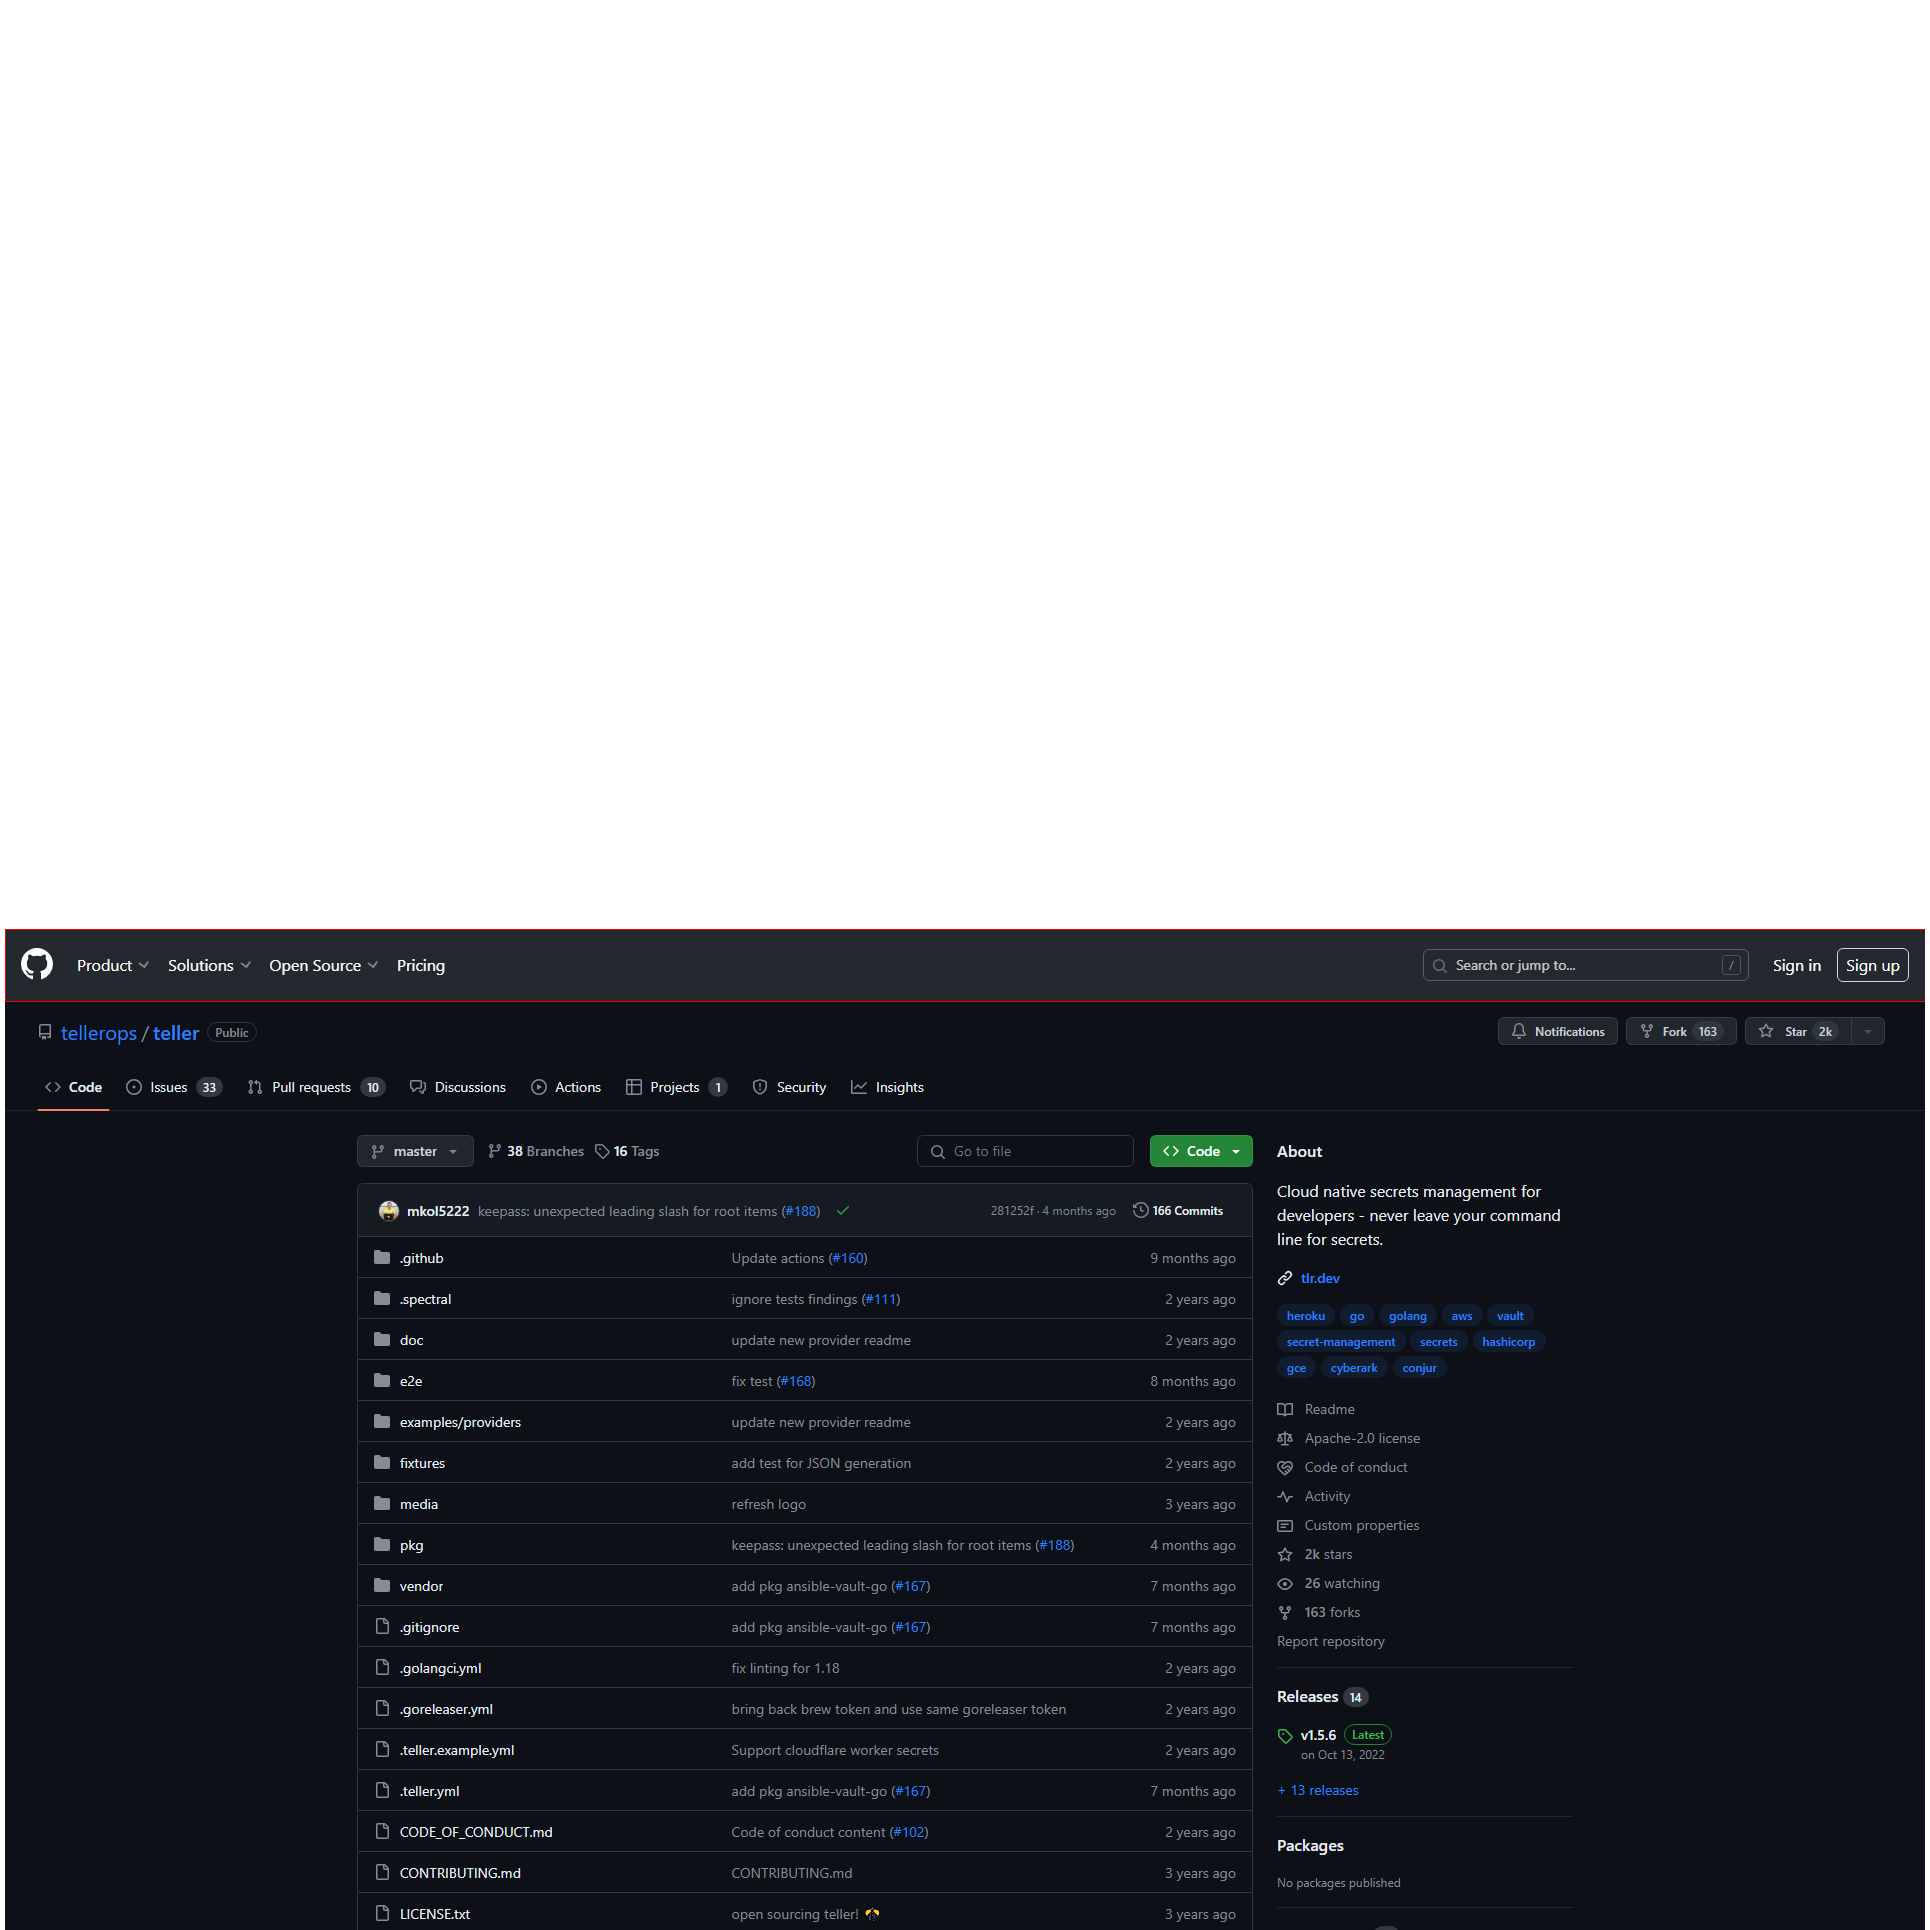 Product Solutions Open Source Pricing Search or jump to... / Sign in Sign up
tellerops / teller Public Notifications Fork 163 Star 2k
Code Issues 33 Pull requests 10 Discussions Actions Projects 1 Security Insights
master 38 Branches 16 Tags Go to file Code
mkol5222 keepass: unexpected leading slash for root items (#188) 281252f · 4 months ago 166 Commits
.github Update actions (#160) 9 months ago
.spectral ignore tests findings (#111) 2 years ago
doc update new provider readme 2 years ago
e2e fix test (#168) 8 months ago
examples/providers update new provider readme 2 years ago
fixtures add test for JSON generation 2 years ago
media refresh logo 3 years ago
pkg keepass: unexpected leading slash for root items (#188) 4 months ago
vendor add pkg ansible-vault-go (#167) 7 months ago
.gitignore add pkg ansible-vault-go (#167) 7 months ago
.golangci.yml fix linting for 1.18 2 years ago
.goreleaser.yml bring back brew token and use same goreleaser token 2 years ago
.teller.example.yml Support cloudflare worker secrets 2 years ago
.teller.yml add pkg ansible-vault-go (#167) 7 months ago
CODE_OF_CONDUCT.md Code of conduct content (#102) 2 years ago
CONTRIBUTING.md CONTRIBUTING.md 3 years ago
LICENSE.txt open sourcing teller! 3 years ago
About
Cloud native secrets management for
developers - never leave your command
line for secrets.
tlr.dev
heroku go golang aws vault
secret-management secrets hashicorp
gce cyberark conjur
Readme
Apache-2.0 license
Code of conduct
Activity
Custom properties
2k stars
26 watching
163 forks
Report repository
Releases 14
v1.5.6 Latest
on Oct 13, 2022
+ 13 releases
Packages
No packages published